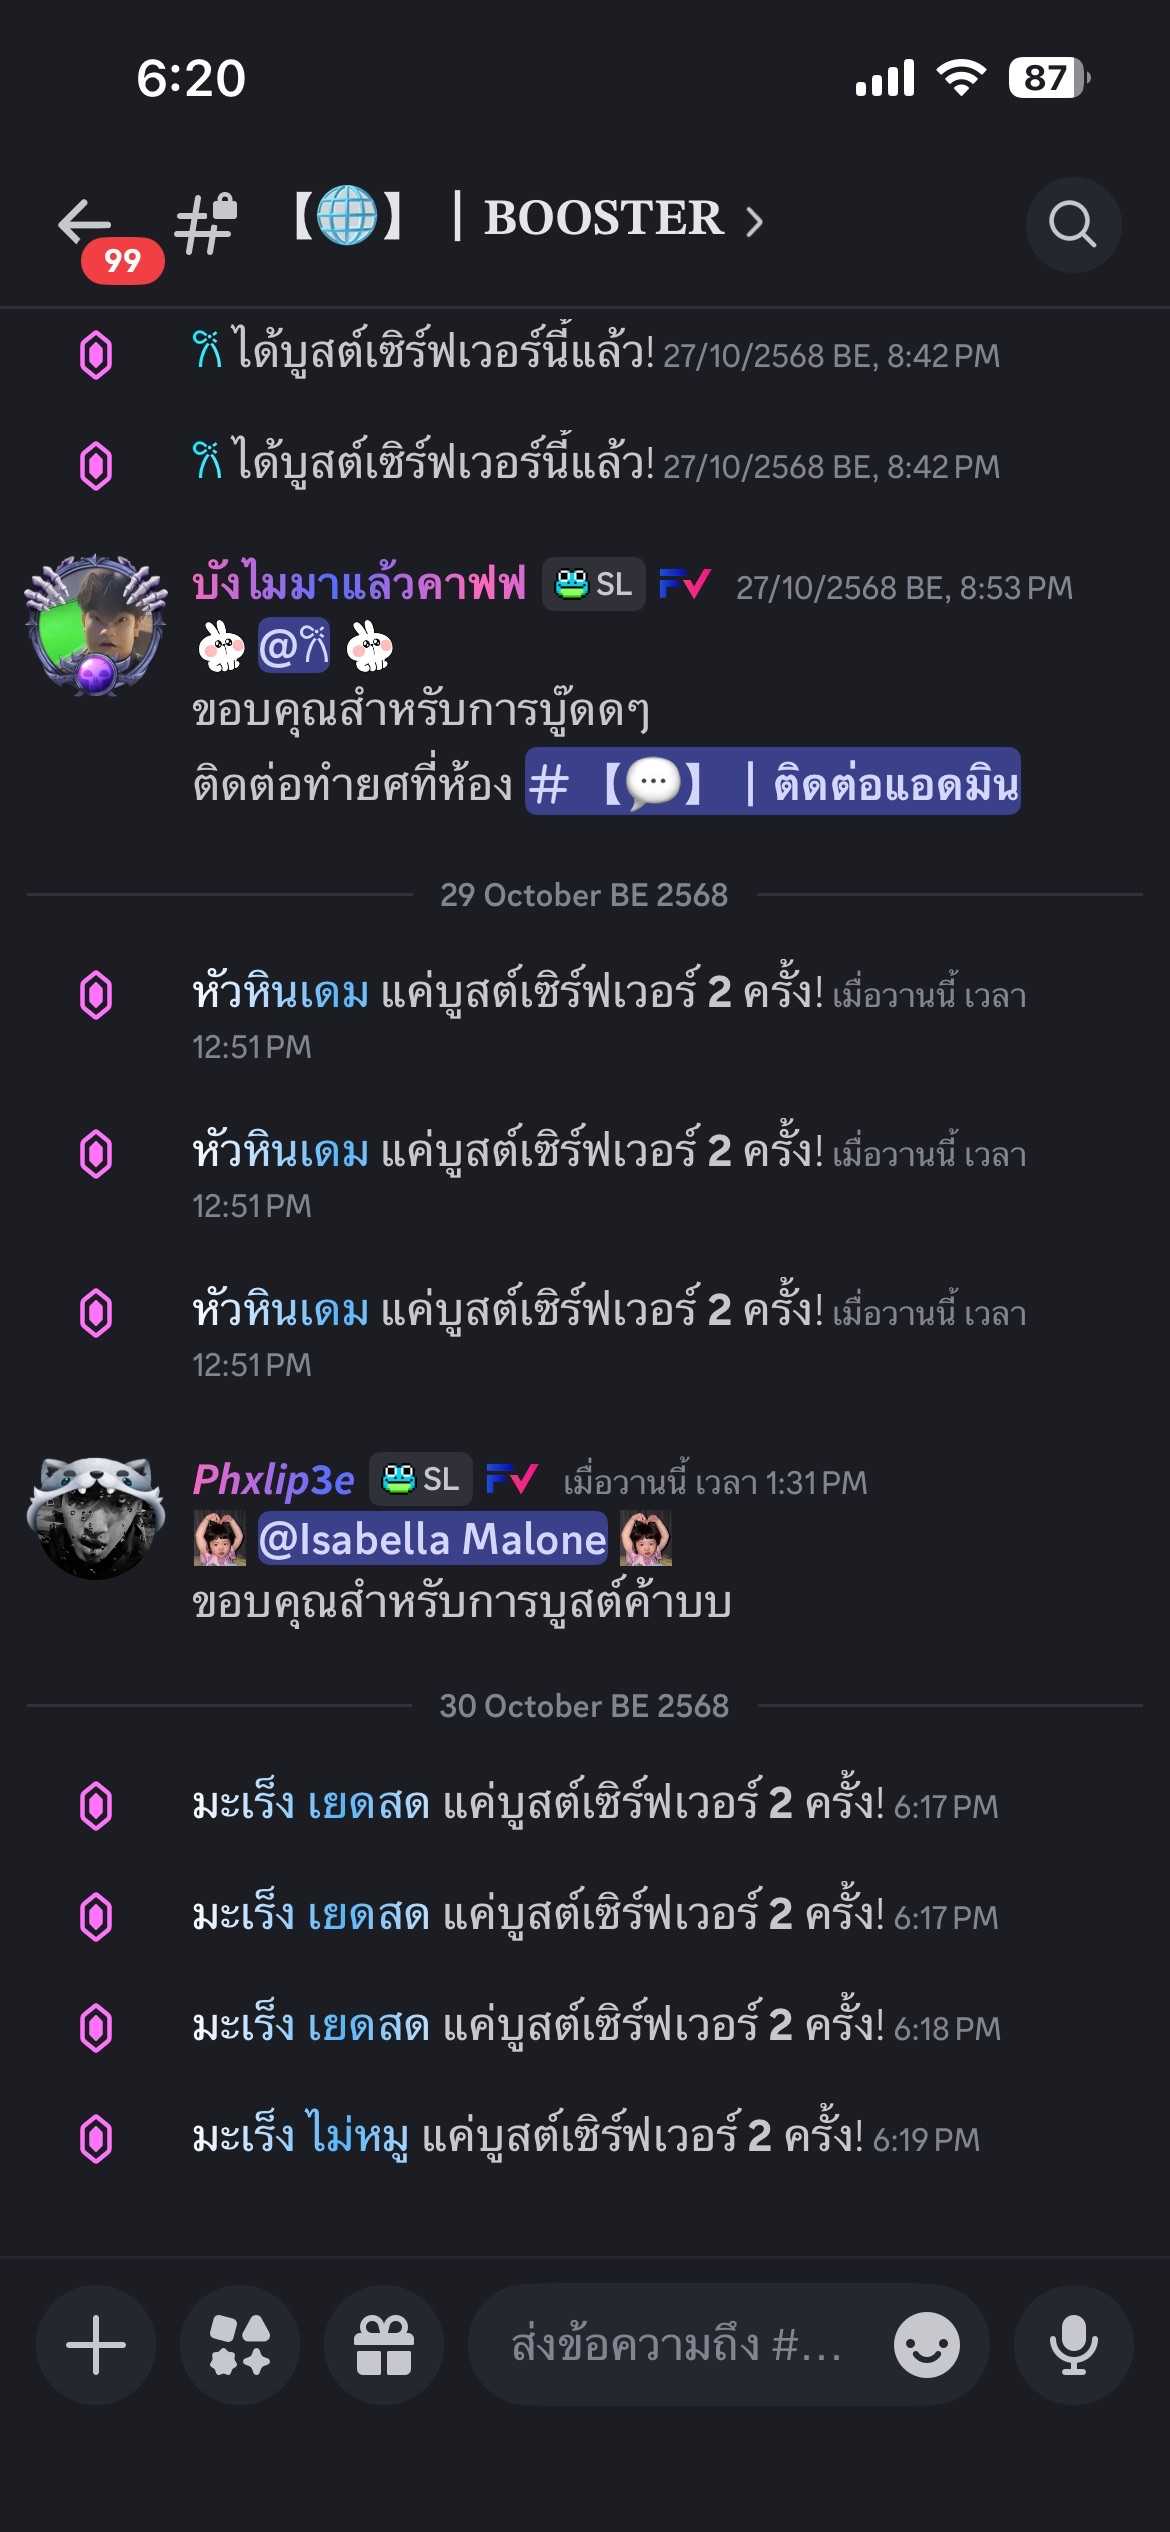 6:20
87
99
【🌐】 | BOOSTER
ได้บูสต์เซิร์ฟเวอร์นี้แล้ว! 27/10/2568 BE, 8:42 PM
ได้บูสต์เซิร์ฟเวอร์นี้แล้ว! 27/10/2568 BE, 8:42 PM
บังไมมาแล้วคาฟฟ SL FV 27/10/2568 BE, 8:53 PM
@
ขอบคุณสำหรับการบู๊ดดๆ
ติดต่อทำยศที่ห้อง # 【💬】 | ติดต่อแอดมิน
29 October BE 2568
หัวหินเดม แค่บูสต์เซิร์ฟเวอร์ 2 ครั้ง! เมื่อวานนี้ เวลา
12:51 PM
หัวหินเดม แค่บูสต์เซิร์ฟเวอร์ 2 ครั้ง! เมื่อวานนี้ เวลา
12:51 PM
หัวหินเดม แค่บูสต์เซิร์ฟเวอร์ 2 ครั้ง! เมื่อวานนี้ เวลา
12:51 PM
Phxlip3e SL FV เมื่อวานนี้ เวลา 1:31 PM
@Isabella Malone
ขอบคุณสำหรับการบูสต์ค้าบบ
30 October BE 2568
มะเร็ง เยดสด แค่บูสต์เซิร์ฟเวอร์ 2 ครั้ง! 6:17 PM
มะเร็ง เยดสด แค่บูสต์เซิร์ฟเวอร์ 2 ครั้ง! 6:17 PM
มะเร็ง เยดสด แค่บูสต์เซิร์ฟเวอร์ 2 ครั้ง! 6:18 PM
มะเร็ง ไม่หมู แค่บูสต์เซิร์ฟเวอร์ 2 ครั้ง! 6:19 PM
ส่งข้อความถึง #...